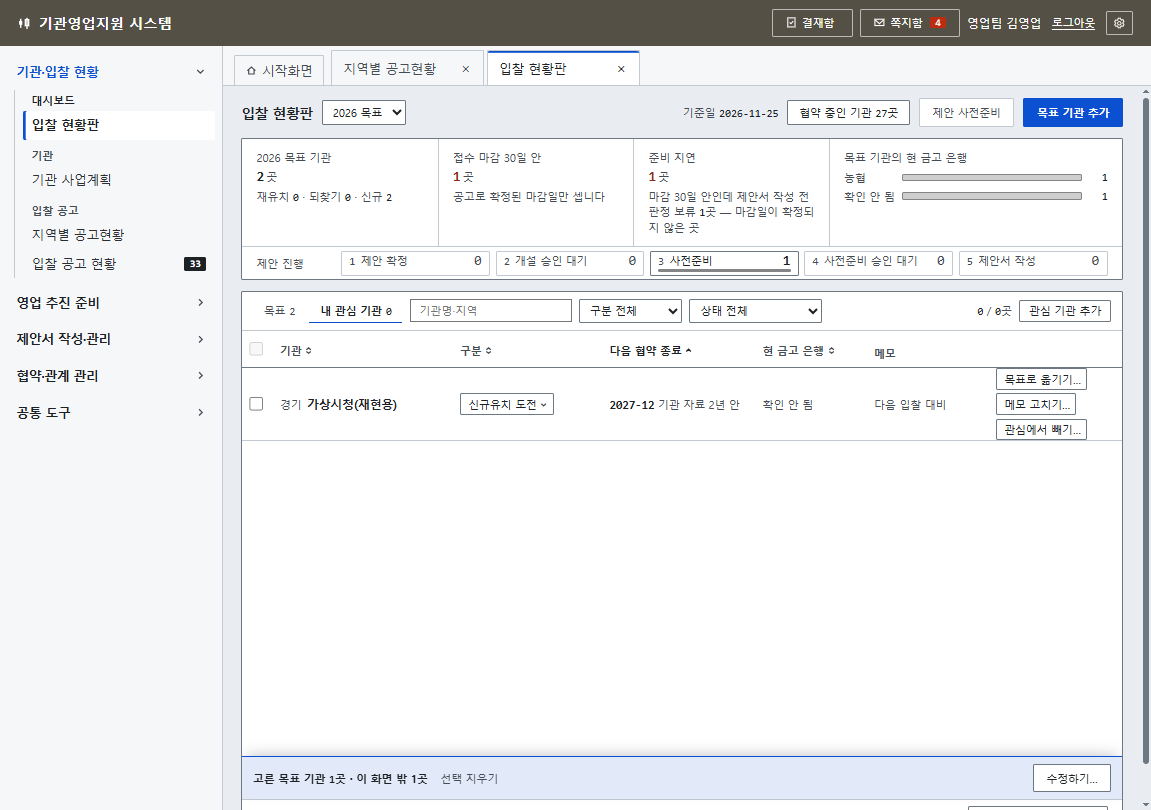 기관영업지원 시스템
결재함
쪽지함 4
영업팀 김영업 로그아웃
기관·입찰 현황
대시보드
입찰 현황판
기관
기관 사업계획
입찰 공고
지역별 공고현황
입찰 공고 현황 33
영업 추진 준비
제안서 작성·관리
협약·관계 관리
공통 도구
시작화면
지역별 공고현황 ×
입찰 현황판 ×
입찰 현황판 2026 목표
기준일 2026-11-25 협약 중인 기관 27곳 제안 사전준비 목표 기관 추가
2026 목표 기관
2 곳
재유치 0 · 되찾기 0 · 신규 2
접수 마감 30일 안
1 곳
공고로 확정된 마감일만 셉니다
준비 지연
1 곳
마감 30일 안인데 제안서 작성 전
판정 보류 1곳 — 마감일이 확정되
지 않은 곳
목표 기관의 현 금고 은행
농협 1
확인 안 됨 1
제안 진행 1 제안 확정 0 2 개설 승인 대기 0 3 사전준비 1 4 사전준비 승인 대기 0 5 제안서 작성 0
목표 2 내 관심 기관 0 기관명·지역 구분 전체 상태 전체 0 / 0곳 관심 기관 추가
기관 구분 다음 협약 종료 현 금고 은행 메모
경기 가상시청(재현용) 신규유치 도전 2027-12 기관 자료 2년 안 확인 안 됨 다음 입찰 대비
목표로 옮기기...
메모 고치기...
관심에서 빼기...
고른 목표 기관 1곳 · 이 화면 밖 1곳 선택 지우기 수정하기...